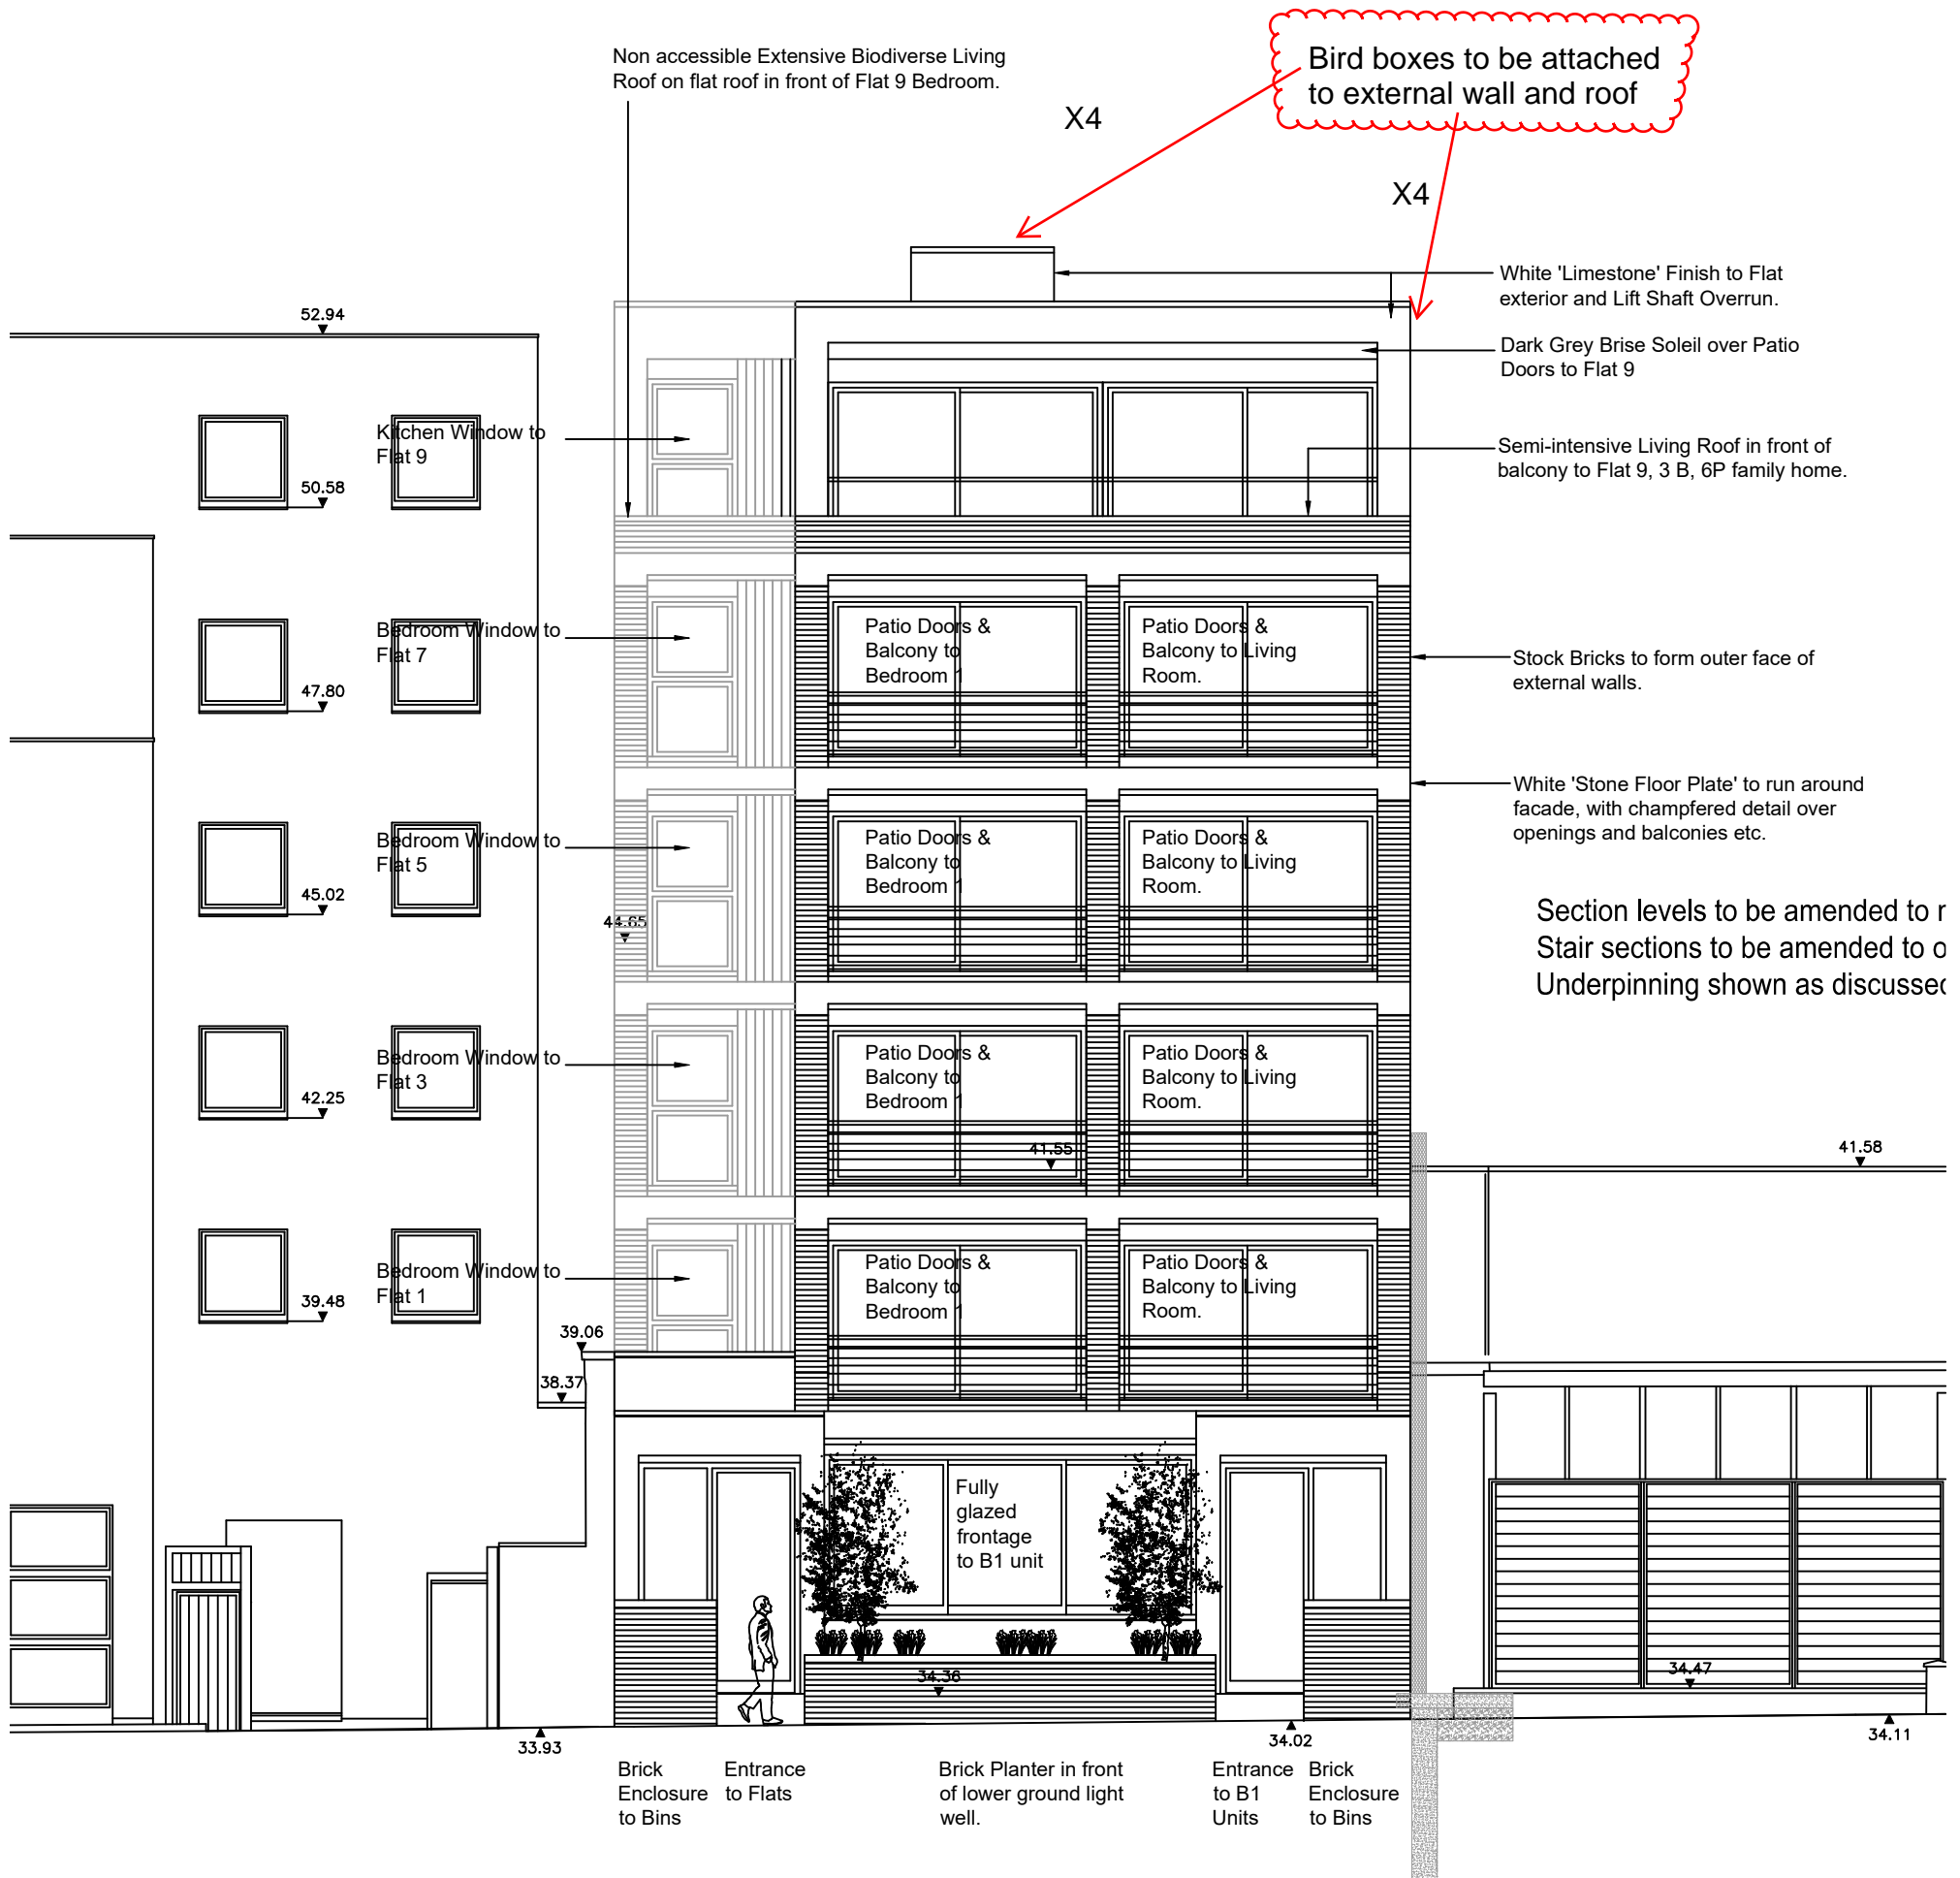 Non accessible Extensive Biodiverse Living
Roof on flat roof in front of Flat 9 Bedroom.
Bird boxes to be attached
to external wall and roof
X4
X4
White 'Limestone' Finish to Flat
exterior and Lift Shaft Overrun.
52.94
Dark Grey Brise Soleil over Patio
Doors to Flat 9
Kitchen Window to
Flat 9
Semi-intensive Living Roof in front of
balcony to Flat 9, 3 B, 6P family home.
50.58
Bedroom Window to
Flat 7
Patio Doors &
Balcony to
Bedroom 1
Patio Doors &
Balcony to Living
Room.
Stock Bricks to form outer face of
external walls.
47.80
White 'Stone Floor Plate' to run around
facade, with champfered detail over
openings and balconies etc.
Bedroom Window to
Flat 5
Patio Doors &
Balcony to
Bedroom 1
Patio Doors &
Balcony to Living
Room.
45.02
44.65
Section levels to be amended to
Stair sections to be amended to
Underpinning shown as discussed
Bedroom Window to
Flat 3
Patio Doors &
Balcony to
Bedroom 1
Patio Doors &
Balcony to Living
Room.
42.25
41.55
41.58
Bedroom Window to
Flat 1
Patio Doors &
Balcony to
Bedroom 1
Patio Doors &
Balcony to Living
Room.
39.48
39.06
38.37
Fully
glazed
frontage
to B1 unit
34.36
34.47
33.93
34.02
34.11
Brick
Enclosure
to Bins
Entrance
to Flats
Brick Planter in front
of lower ground light
well.
Entrance
to B1
Units
Brick
Enclosure
to Bins